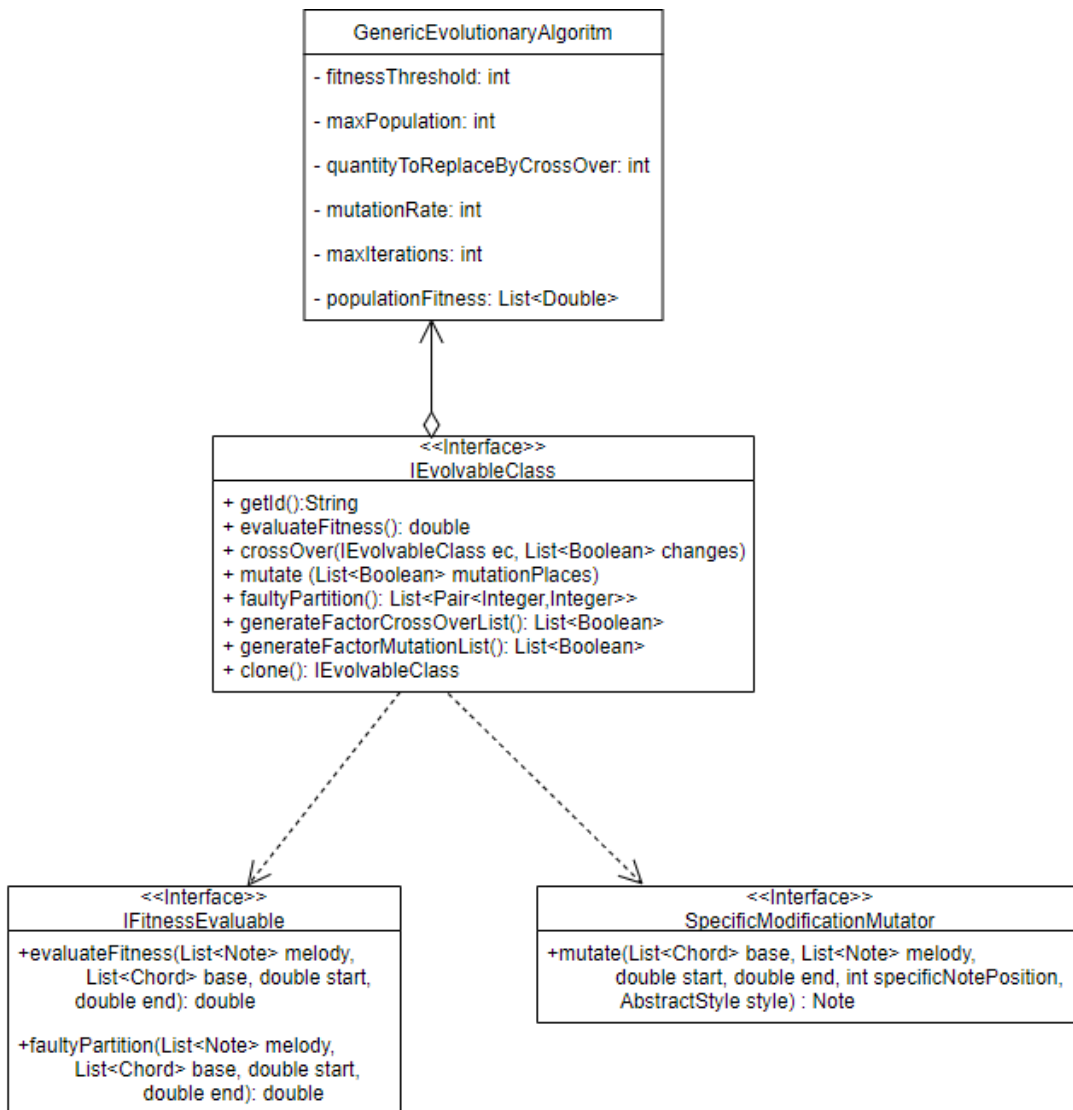 GenericEvolutionaryAlgoritm
- fitnessThreshold: int
- maxPopulation: int
- quantityToReplaceByCrossOver: int
- mutationRate: int
- maxIterations: int
- populationFitness: List<Double>
<<Interface>>
IEvolvableClass
+ getId():String
+ evaluateFitness(): double
+ crossOver(IEvolvableClass ec, List<Boolean> changes)
+ mutate (List<Boolean> mutationPlaces)
+ faultyPartition(): List<Pair<Integer,Integer>>
+ generateFactorCrossOverList(): List<Boolean>
+ generateFactorMutationList(): List<Boolean>
+ clone(): IEvolvableClass
<<Interface>>
IFitnessEvaluable
+evaluateFitness(List<Note> melody,
List<Chord> base, double start,
double end): double
+faultyPartition(List<Note> melody,
List<Chord> base, double start,
double end): double
<<Interface>>
SpecificModificationMutator
+mutate(List<Chord> base, List<Note> melody,
double start, double end, int specificNotePosition,
AbstractStyle style) : Note